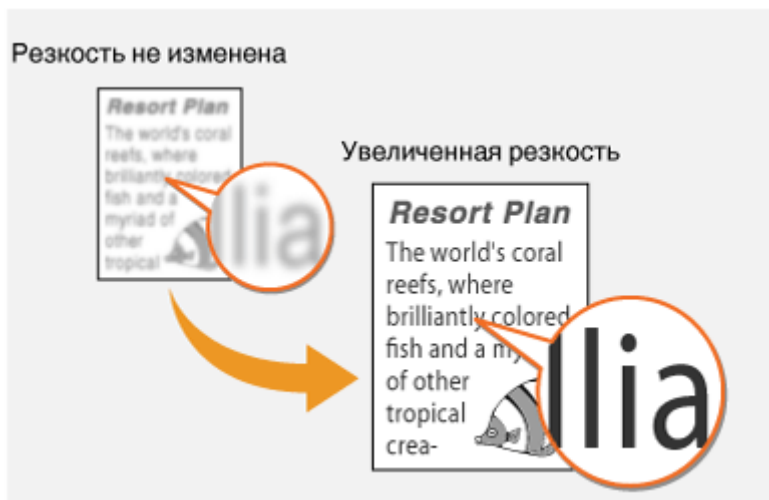 Резкость не изменена
Resort Plan
The world's coral
reefs, where
brilliantly colored
fish and a
myriad of
other
tropical
llia
Увеличенная резкость
Resort Plan
The world's coral
reefs, where
brilliantly colored
fish and a my
of other
tropical
crea-
llia